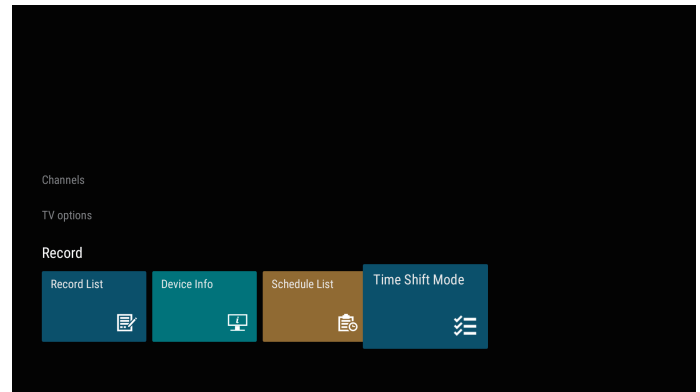 Channels
TV options
Record
Record List
Device Info
Schedule List
Time Shift Mode